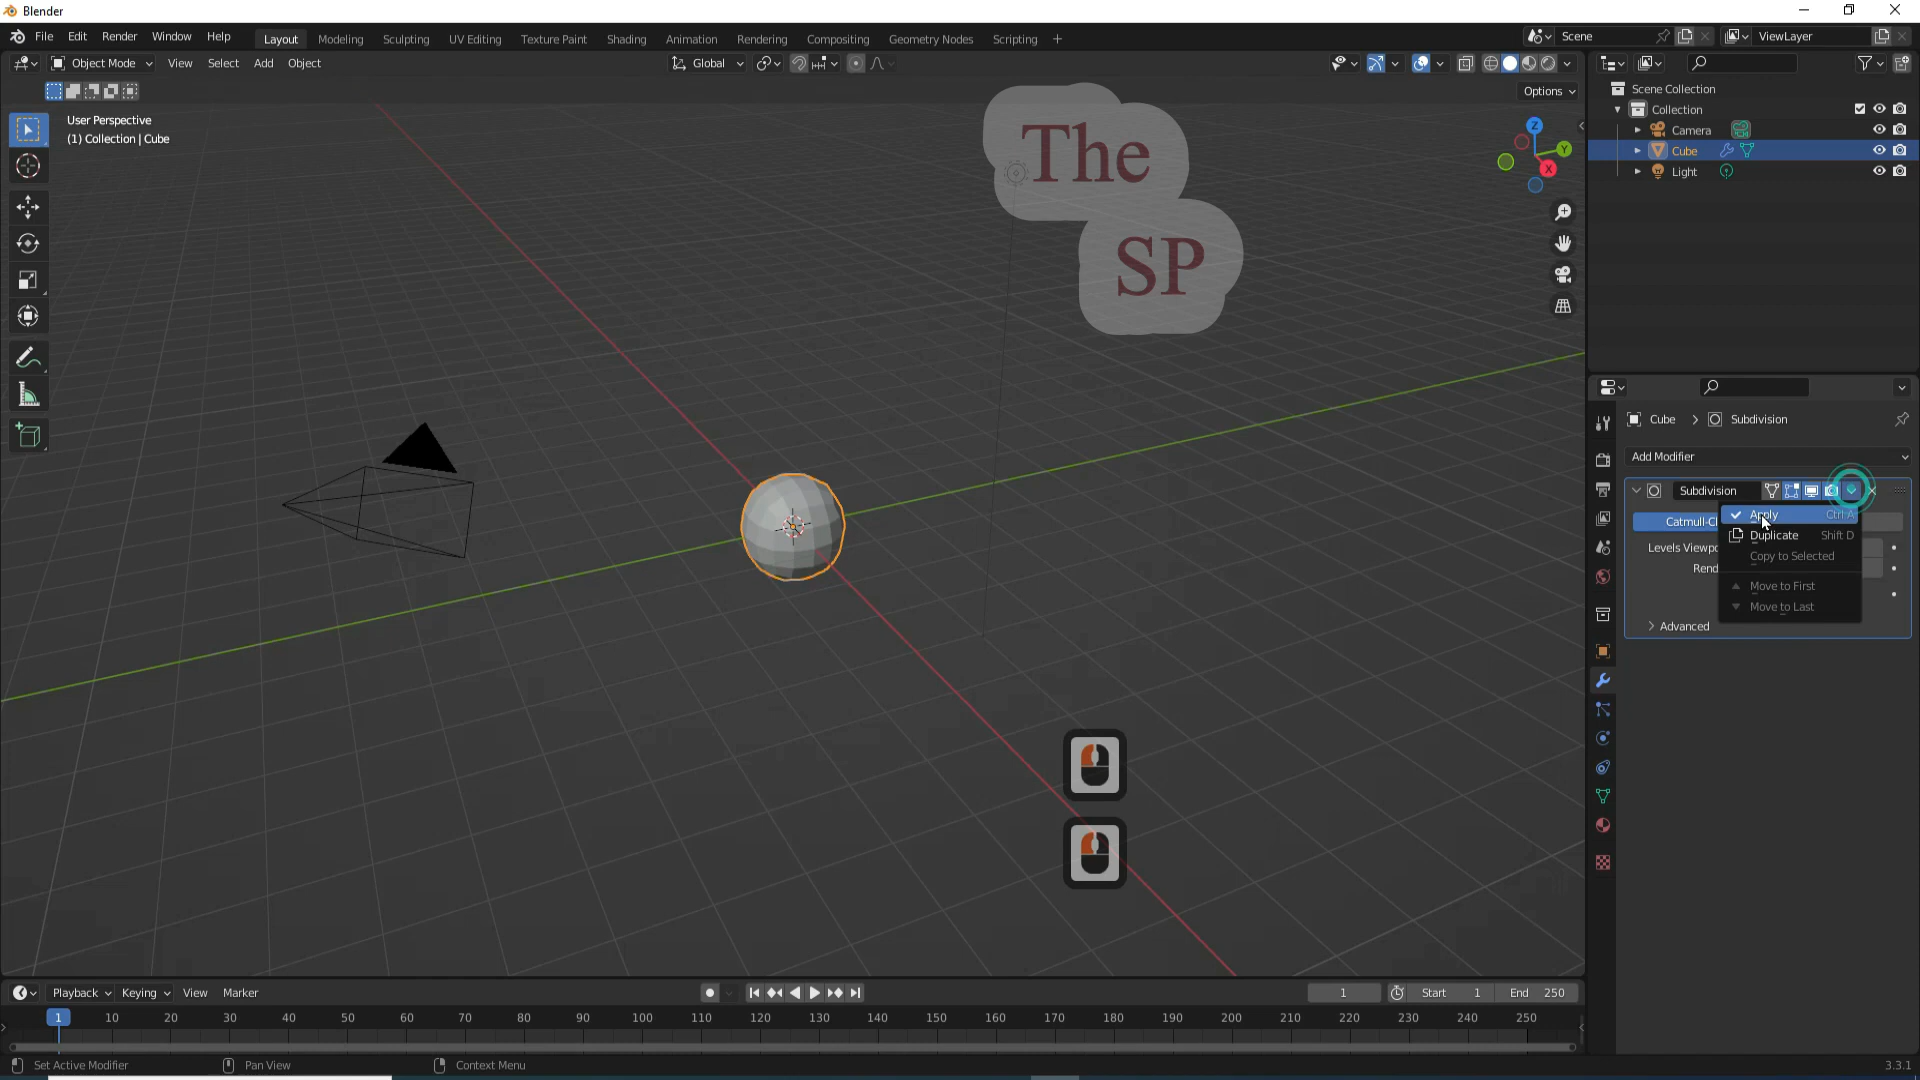 Blender
File Edit Render Window Help
Layout Modeling Sculpting UV Editing Texture Paint Shading Animation Rendering Compositing Geometry Nodes Scripting +
Scene
ViewLayer
Object Mode View Select Add Object
Global
Options
User Perspective
(1) Collection | Cube
The
SP
Z
Y
X
Scene Collection
Collection
Camera
Cube
Light
Cube > Subdivision
Add Modifier
Subdivision
Catmull-Cl
Apply Ctrl A
Levels Viewpo
Duplicate Shift D
Copy to Selected
Rend
Move to First
Move to Last
Advanced
Playback Keying View Marker
1
Start 1
End 250
1 10 20 30 40 50 60 70 80 90 100 110 120 130 140 150 160 170 180 190 200 210 220 230 240 250
Set Active Modifier
Pan View
Context Menu
3.3.1